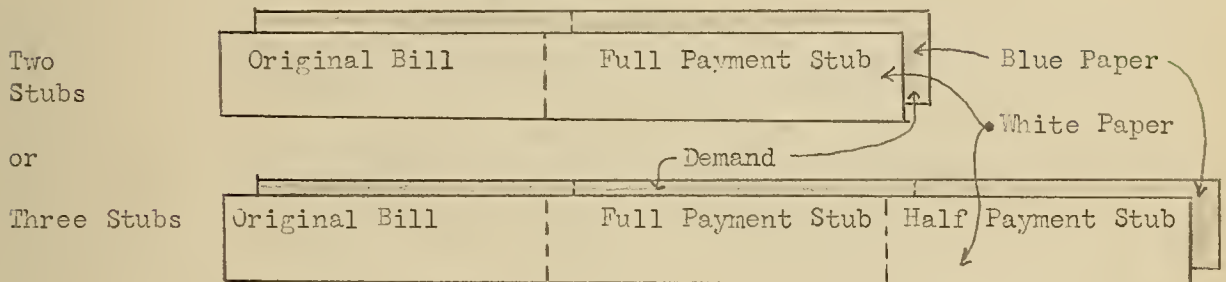 Two Original Bill Full Payment Stub Blue Paper
Stubs
White Paper
or Demand
Three Stubs Original Bill Full Payment Stub Half Payment Stub